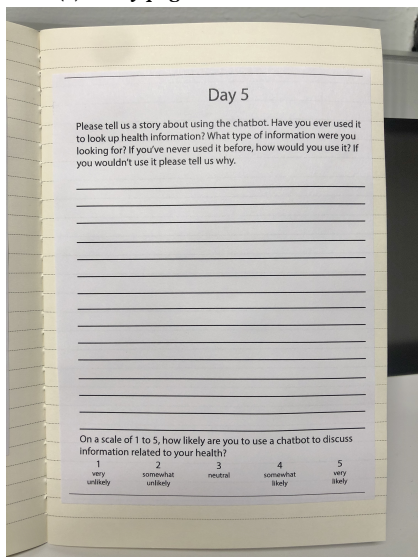 Day 5
Please tell us a story about using the chatbot. Have you ever used it
to look up health information? What type of information were you
looking for? If you've never used it before, how would you use it? If
you wouldn't use it please tell us why.
On a scale of 1 to 5, how likely are you to use a chatbot to discuss
information related to your health?
1 2 3 4 5
very somewhat neutral somewhat very
unlikely unlikely likely likely